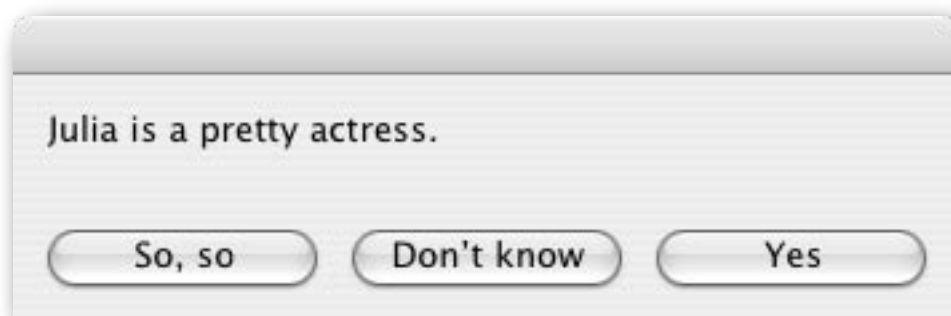 Julia is a pretty actress.
So, so Don't know Yes